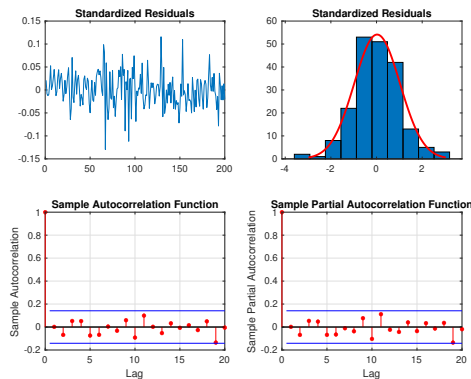 Standardized Residuals
0.15
0.1
0.05
0
-0.05
-0.1
-0.15
0 50 100 150 200
Standardized Residuals
60
50
40
30
20
10
0
-4 -2 0 2
Sample Autocorrelation Function
Sample Autocorrelation
1
0.8
0.6
0.4
0.2
0
-0.2
0 5 10 15 20
Lag
Sample Partial Autocorrelation Function
Sample Partial Autocorrelation
1
0.8
0.6
0.4
0.2
0
-0.2
0 5 10 15 20
Lag